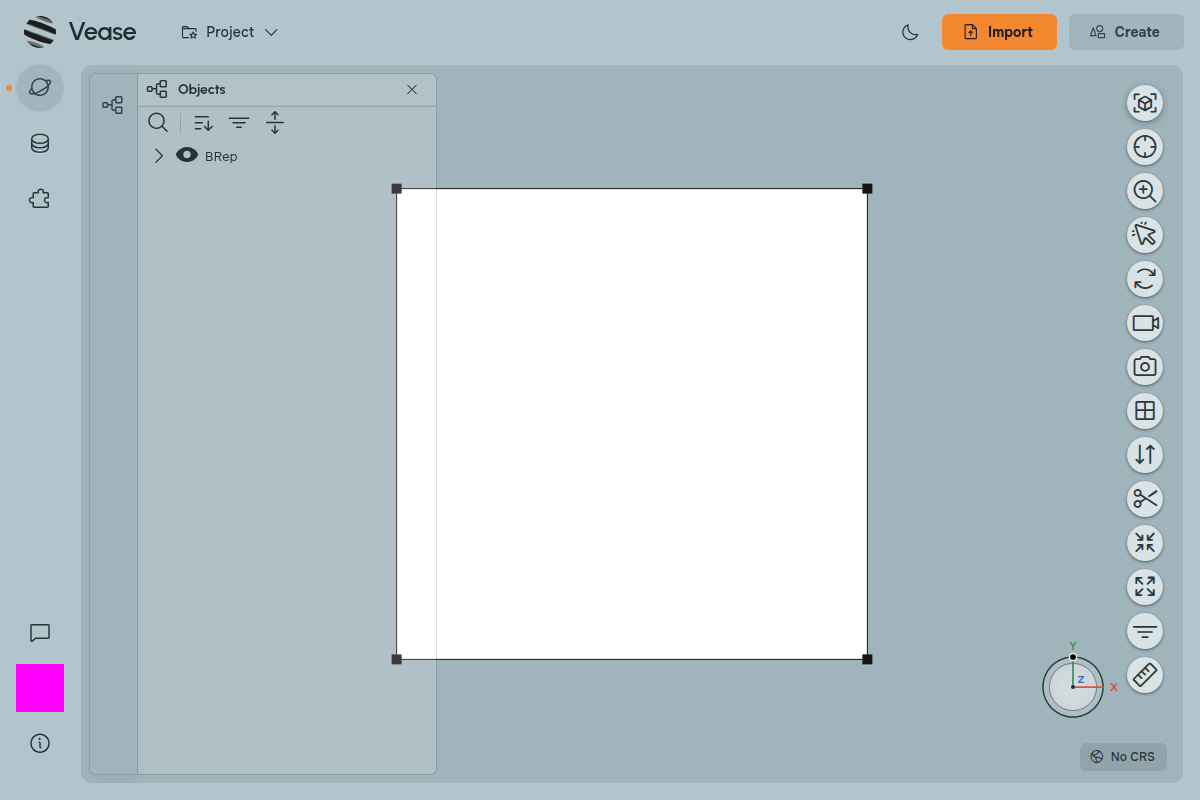 Vease
Project
Import
Create
Objects
BRep
Y
Z
X
No CRS